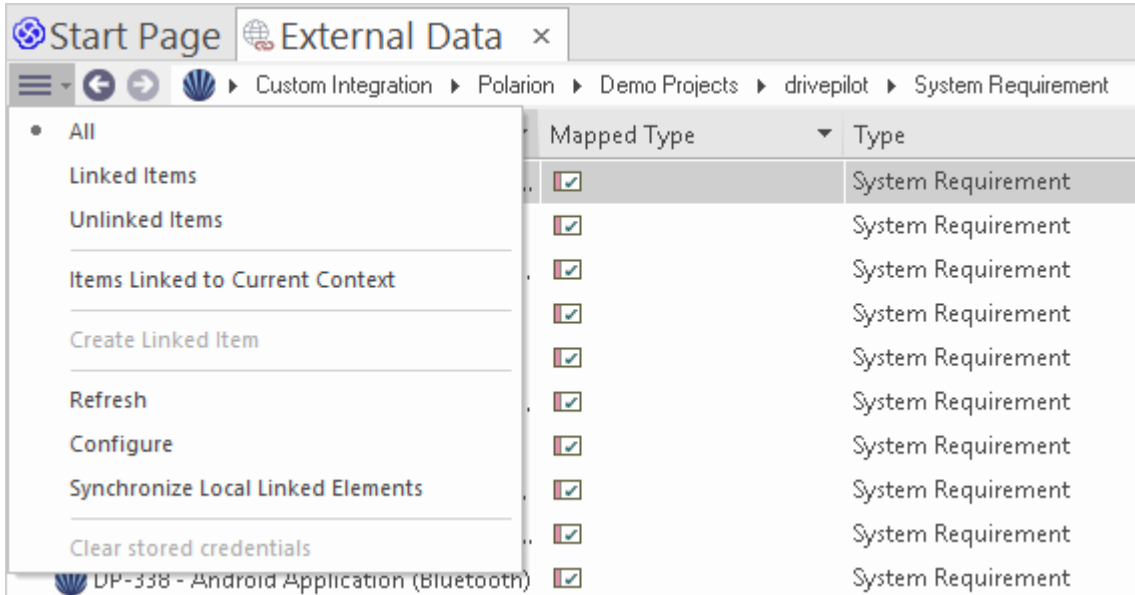 Start Page External Data ×
Custom Integration Polarion Demo Projects drivepilot System Requirement
All Mapped Type Type
.. System Requirement
Linked Items
Unlinked Items System Requirement
. System Requirement
Items Linked to Current Context
System Requirement
Create Linked Item System Requirement
Refresh . System Requirement
Configure System Requirement
Synchronize Local Linked Elements . System Requirement
Clear stored credentials .. System Requirement
DP-338 - Android Application (Bluetooth) System Requirement